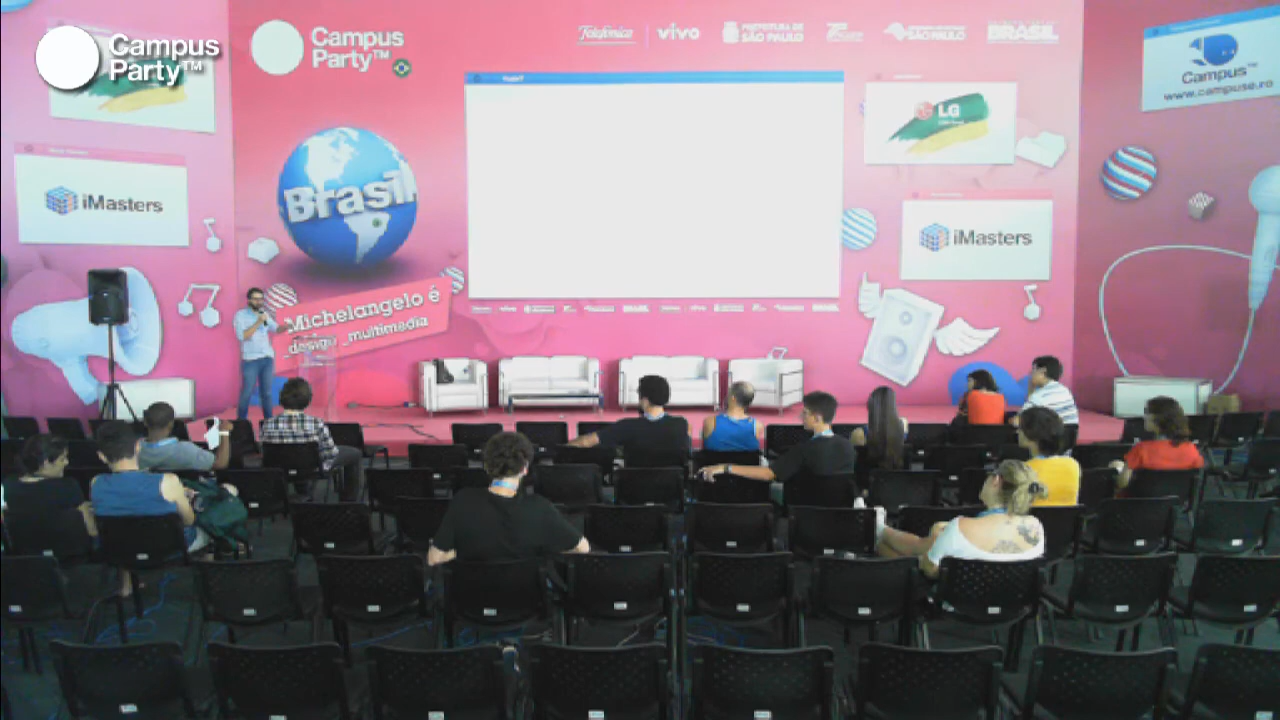 Campus
Party™
Campus
Party™
Telefónica
vivo
PREFEITURA DE
SÃO PAULO
SÃO PAULO
BRASIL
Campus™
www.campuse.ro
LG
iMasters
iMasters
Brasil
Michelangelo é
_design _multimedia